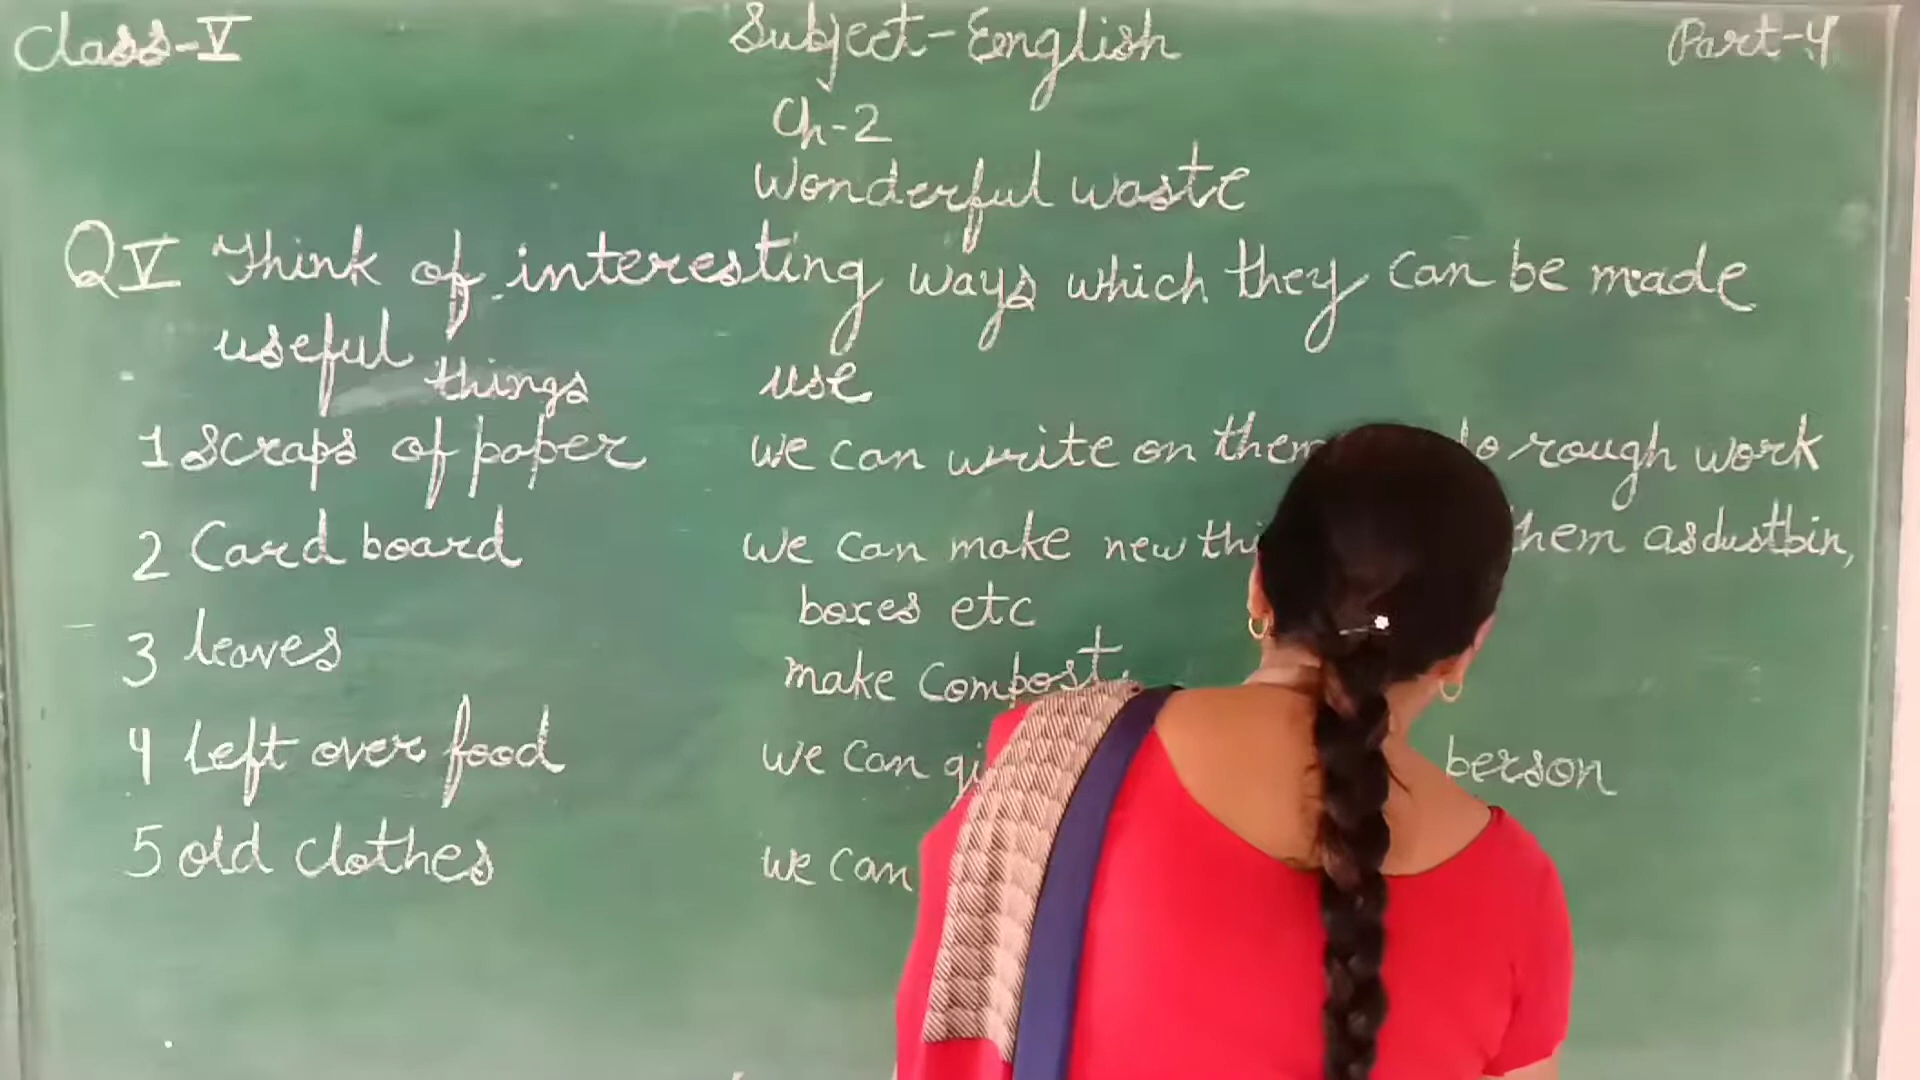 Class-V Subject-English Part-4
Ch-2
Wonderful waste
Q V Think of interesting ways which they can be made
useful
things use
1 scraps of paper we can write on them do rough work
2 Card board we can make new them as dustbin,
boxes etc
3 leaves make compost.
4 left over food we can person
5 old clothes we can